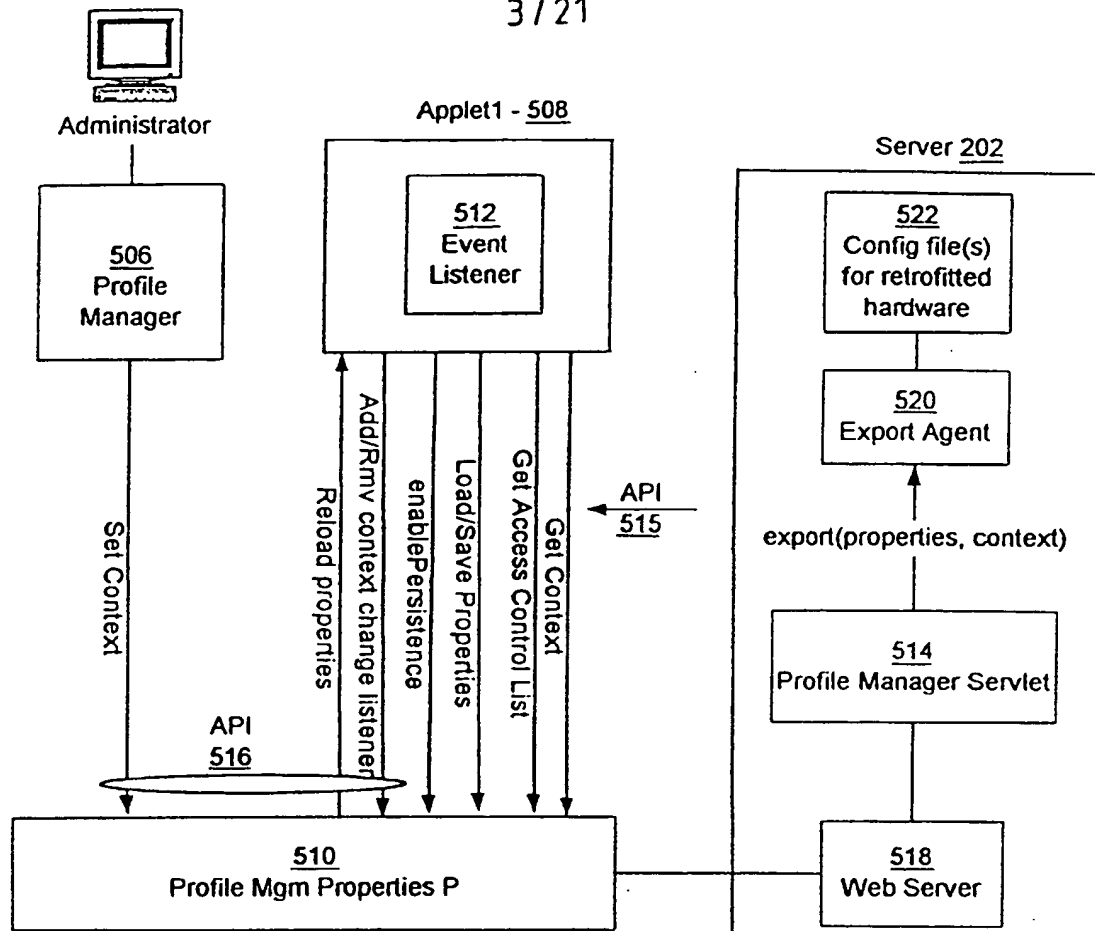 3/21
Administrator
Applet1 - 508
Server 202
506
Profile
Manager
512
Event
Listener
522
Config file(s)
for retrofitted
hardware
520
Export Agent
export(properties, context)
514
Profile Manager Servlet
518
Web Server
Set Context
Reload properties
Add/Rmv context change listener
enablePersistence
Load/Save Properties
Get Access Control List
Get Context
API
515
API
516
510
Profile Mgm Properties P